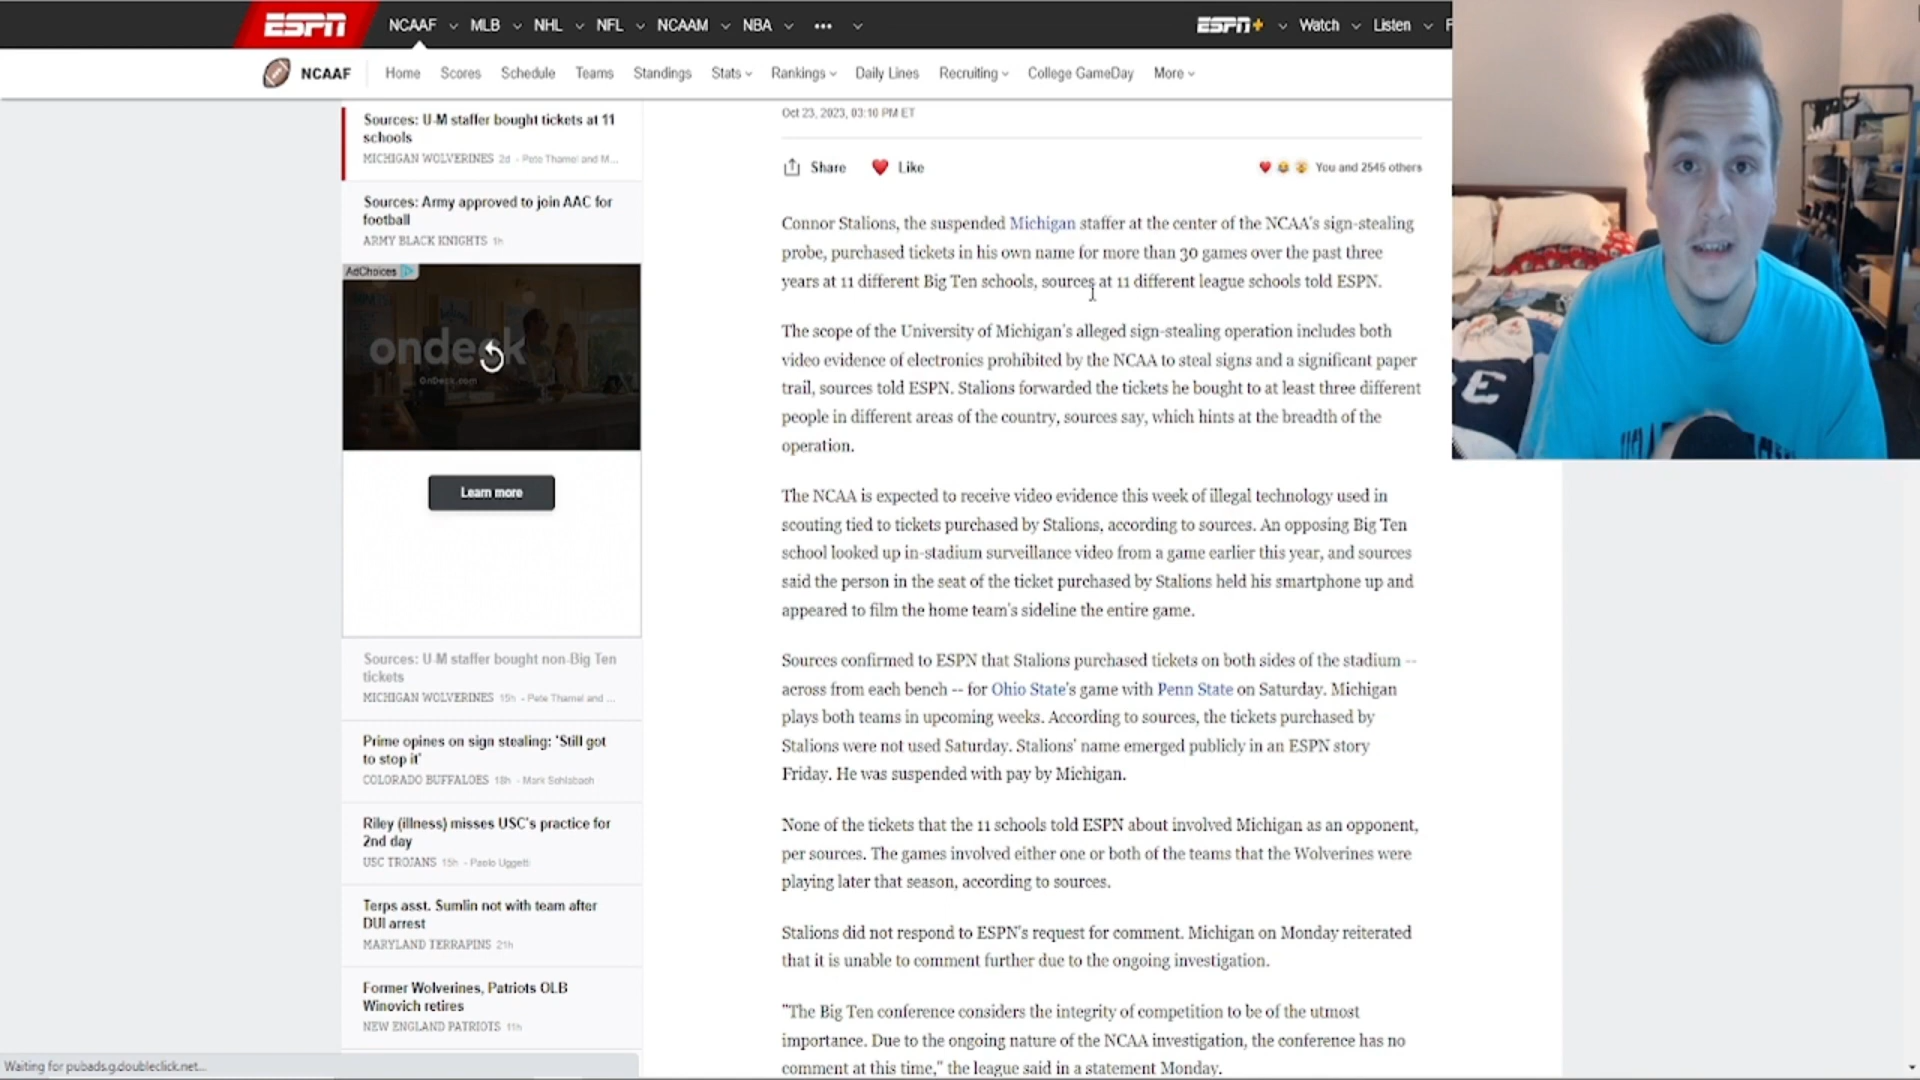 ESPN NCAAF MLB NHL NFL NCAAM NBA ••• ESPN+ Watch Listen F
NCAAF Home Scores Schedule Teams Standings Stats Rankings Daily Lines Recruiting College GameDay More
Sources: U-M staffer bought tickets at 11
schools
MICHIGAN WOLVERINES 2d - Pete Thamel and M...
Sources: Army approved to join AAC for
football
ARMY BLACK KNIGHTS 1h
AdChoices
ondeck
OnDeck.com
Learn more
Sources: U-M staffer bought non-Big Ten
tickets
MICHIGAN WOLVERINES 15h - Pete Thamel and ...
Prime opines on sign stealing: 'Still got
to stop it'
COLORADO BUFFALOES 18h - Mark Schlabach
Riley (illness) misses USC's practice for
2nd day
USC TROJANS 15h - Paolo Uggetti
Terps asst. Sumlin not with team after
DUI arrest
MARYLAND TERRAPINS 21h
Former Wolverines, Patriots OLB
Winovich retires
NEW ENGLAND PATRIOTS 11h
Waiting for pubads.g.doubleclick.net...
Oct 23, 2023, 03:10 PM ET
Share Like You and 2545 others
Connor Stalions, the suspended Michigan staffer at the center of the NCAA's sign-stealing
probe, purchased tickets in his own name for more than 30 games over the past three
years at 11 different Big Ten schools, sources at 11 different league schools told ESPN.
The scope of the University of Michigan's alleged sign-stealing operation includes both
video evidence of electronics prohibited by the NCAA to steal signs and a significant paper
trail, sources told ESPN. Stalions forwarded the tickets he bought to at least three different
people in different areas of the country, sources say, which hints at the breadth of the
operation.
The NCAA is expected to receive video evidence this week of illegal technology used in
scouting tied to tickets purchased by Stalions, according to sources. An opposing Big Ten
school looked up in-stadium surveillance video from a game earlier this year, and sources
said the person in the seat of the ticket purchased by Stalions held his smartphone up and
appeared to film the home team's sideline the entire game.
Sources confirmed to ESPN that Stalions purchased tickets on both sides of the stadium --
across from each bench -- for Ohio State's game with Penn State on Saturday. Michigan
plays both teams in upcoming weeks. According to sources, the tickets purchased by
Stalions were not used Saturday. Stalions' name emerged publicly in an ESPN story
Friday. He was suspended with pay by Michigan.
None of the tickets that the 11 schools told ESPN about involved Michigan as an opponent,
per sources. The games involved either one or both of the teams that the Wolverines were
playing later that season, according to sources.
Stalions did not respond to ESPN's request for comment. Michigan on Monday reiterated
that it is unable to comment further due to the ongoing investigation.
"The Big Ten conference considers the integrity of competition to be of the utmost
importance. Due to the ongoing nature of the NCAA investigation, the conference has no
comment at this time," the league said in a statement Monday.